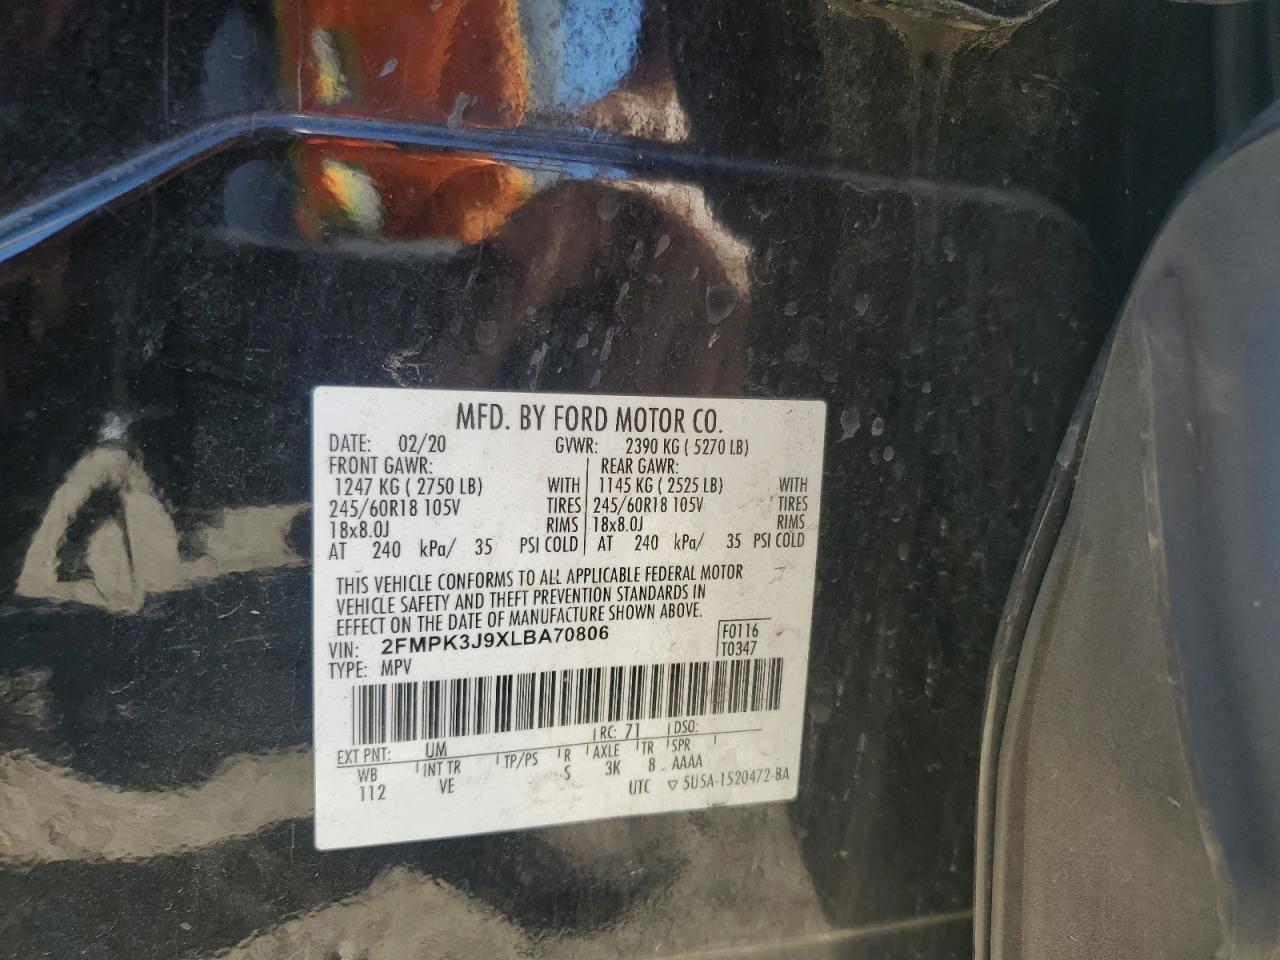 MFD. BY FORD MOTOR CO.
DATE: 02/20 GVWR: 2390 KG ( 5270 LB)
FRONT GAWR: REAR GAWR:
1247 KG ( 2750 LB) WITH 1145 KG ( 2525 LB) WITH
245/60R18 105V TIRES 245/60R18 105V TIRES
18x8.0J RIMS 18x8.0J RIMS
AT 240 kPa/ 35 PSI COLD AT 240 kPa/ 35 PSI COLD
THIS VEHICLE CONFORMS TO ALL APPLICABLE FEDERAL MOTOR
VEHICLE SAFETY AND THEFT PREVENTION STANDARDS IN
EFFECT ON THE DATE OF MANUFACTURE SHOWN ABOVE.
VIN: 2FMPK3J9XLBA70806 F0116
TYPE: MPV T0347
EXT PNT: UM RC: 71 DSO:
WB INT TR TP/PS R AXLE TR SPR
112 VE S 3K 8 AAAA
UTC ▽ 5U5A-1520472-BA